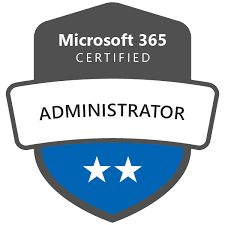 Microsoft 365
CERTIFIED
ADMINISTRATOR